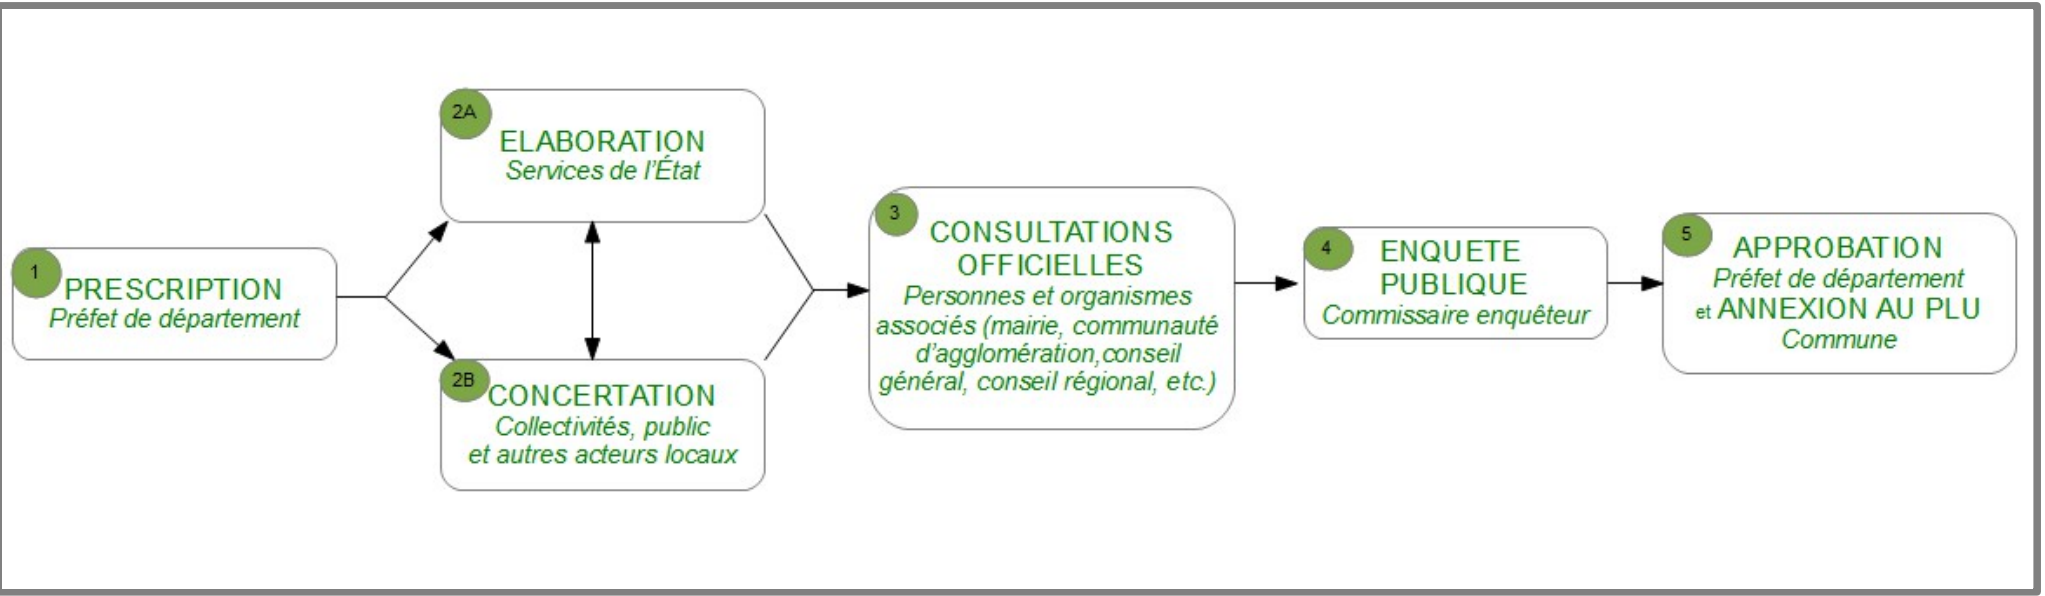 1
PRESCRIPTION
Préfet de département
2A
ELABORATION
Services de l'État
2B
CONCERTATION
Collectivités, public
et autres acteurs locaux
3
CONSULTATIONS
OFFICIELLES
Personnes et organismes
associés (mairie, communauté
d'agglomération,conseil
général, conseil régional, etc.)
4
ENQUETE
PUBLIQUE
Commissaire enquêteur
5
APPROBATION
Préfet de département
et ANNEXION AU PLU
Commune